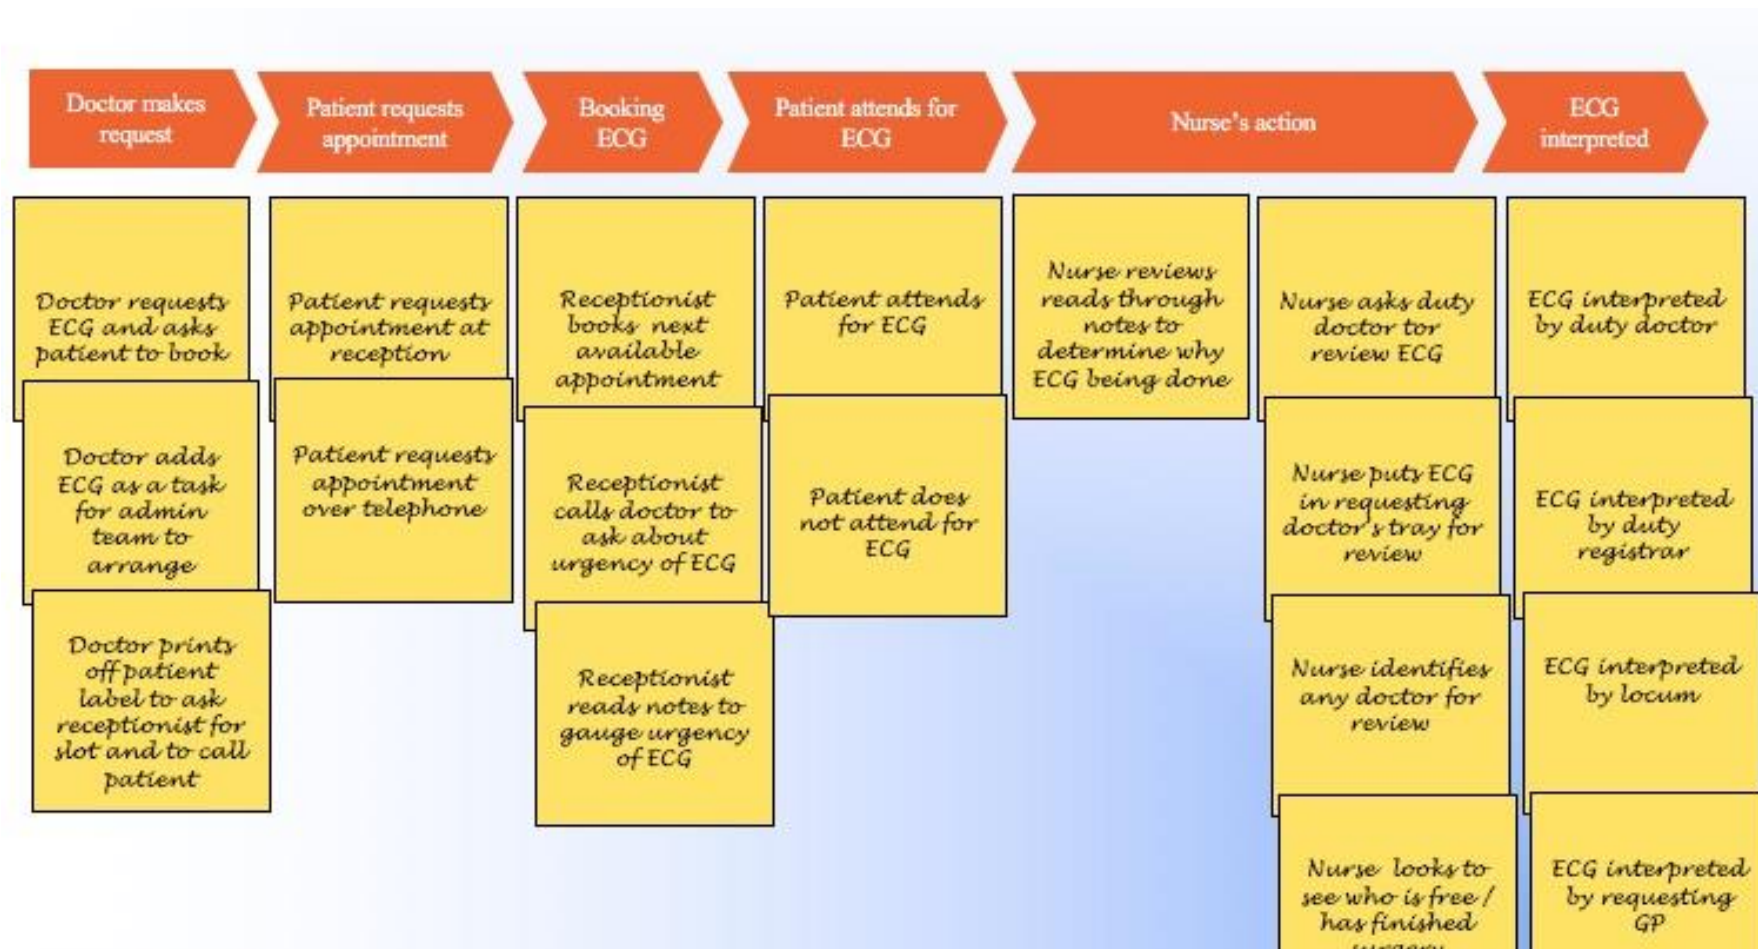 Doctor makes
request
Patient requests
appointment
Booking
ECG
Patient attends for
ECG
Nurse's action
ECG
interpreted
Doctor requests
ECG and asks
patient to book
Doctor adds
ECG as a task
for admin
team to
arrange
Doctor prints
off patient
label to ask
receptionist for
slot and to call
patient
Patient requests
appointment at
reception
Patient requests
appointment
over telephone
Receptionist
books next
available
appointment
Receptionist
calls doctor to
ask about
urgency of ECG
Receptionist
reads notes to
gauge urgency
of ECG
Patient attends
for ECG
Patient does
not attend for
ECG
Nurse reviews
reads through
notes to
determine why
ECG being done
Nurse asks duty
doctor tor
review ECG
Nurse puts ECG
in requesting
doctor's tray for
review
Nurse identifies
any doctor for
review
Nurse looks to
see who is free /
has finished
surgery
ECG interpreted
by duty doctor
ECG interpreted
by duty
registrar
ECG interpreted
by locum
ECG interpreted
by requesting
GP